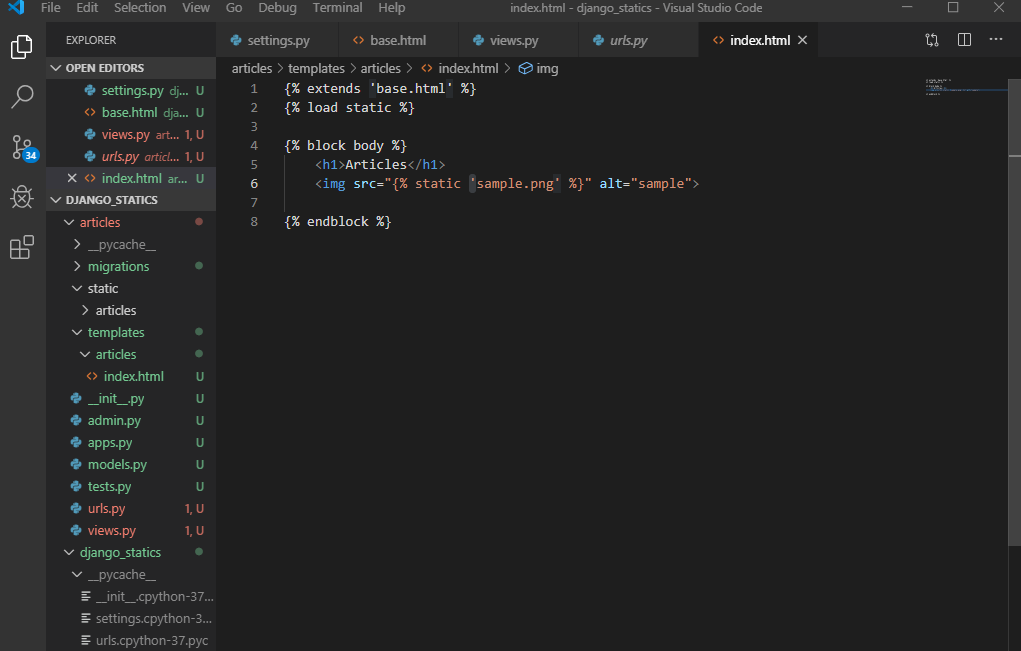 File Edit Selection View Go Debug Terminal Help index.html - django_statics - Visual Studio Code
EXPLORER
settings.py base.html views.py urls.py index.html
OPEN EDITORS
settings.py dj... U
base.html dja... U
views.py art... 1, U
urls.py articl... 1, U
index.html ar... U
DJANGO_STATICS
articles
__pycache__
migrations
static
articles
templates
articles
index.html U
__init__.py U
admin.py U
apps.py U
models.py U
tests.py U
urls.py 1, U
views.py 1, U
django_statics
__pycache__
__init__.cpython-37...
settings.cpython-3...
urls.cpython-37.pyc
34
articles > templates > articles > index.html > img
1 {% extends 'base.html' %}
2 {% load static %}
3
4 {% block body %}
5 <h1>Articles</h1>
6 <img src="{% static 'sample.png' %}" alt="sample">
7
8 {% endblock %}